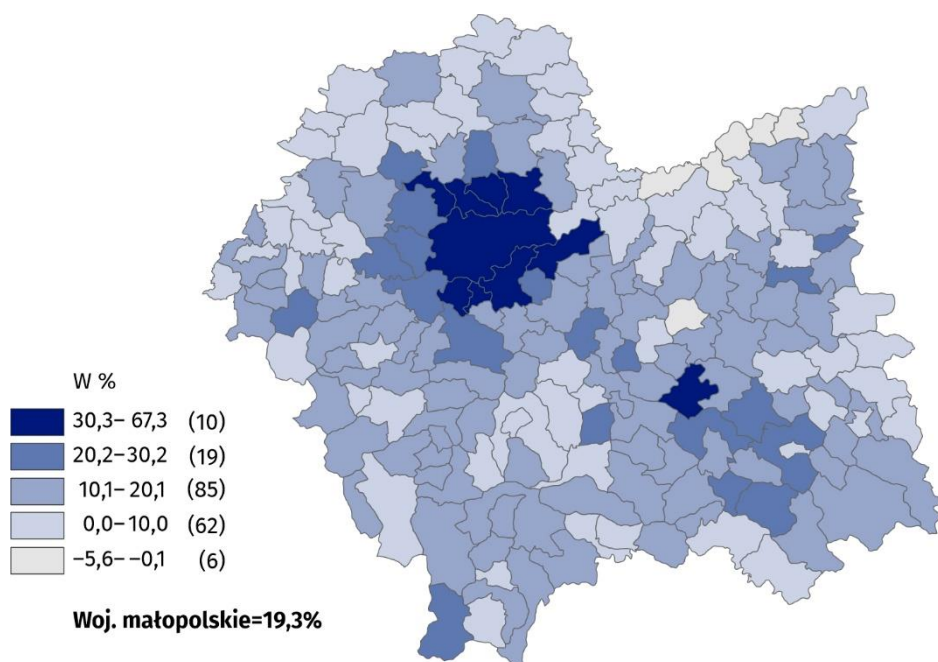 W %
30,3– 67,3 (10)
20,2–30,2 (19)
10,1– 20,1 (85)
0,0–10,0 (62)
–5,6– –0,1 (6)
Woj. małopolskie=19,3%